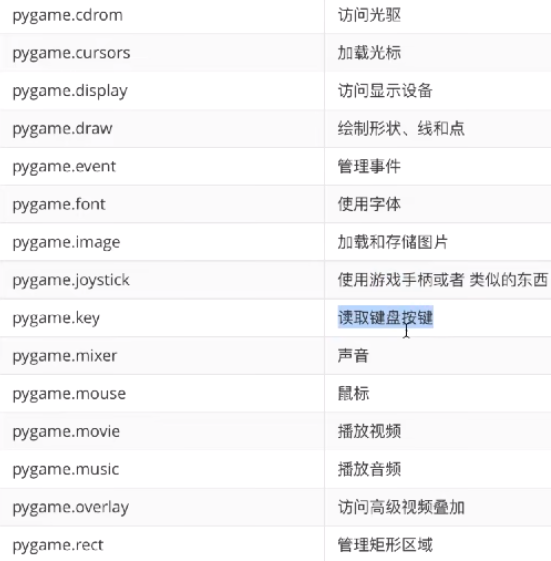 pygame.cdrom 访问光驱
pygame.cursors 加载光标
pygame.display 访问显示设备
pygame.draw 绘制形状、线和点
pygame.event 管理事件
pygame.font 使用字体
pygame.image 加载和存储图片
pygame.joystick 使用游戏手柄或者 类似的东西
pygame.key 读取键盘按键
pygame.mixer 声音
pygame.mouse 鼠标
pygame.movie 播放视频
pygame.music 播放音频
pygame.overlay 访问高级视频叠加
pygame.rect 管理矩形区域